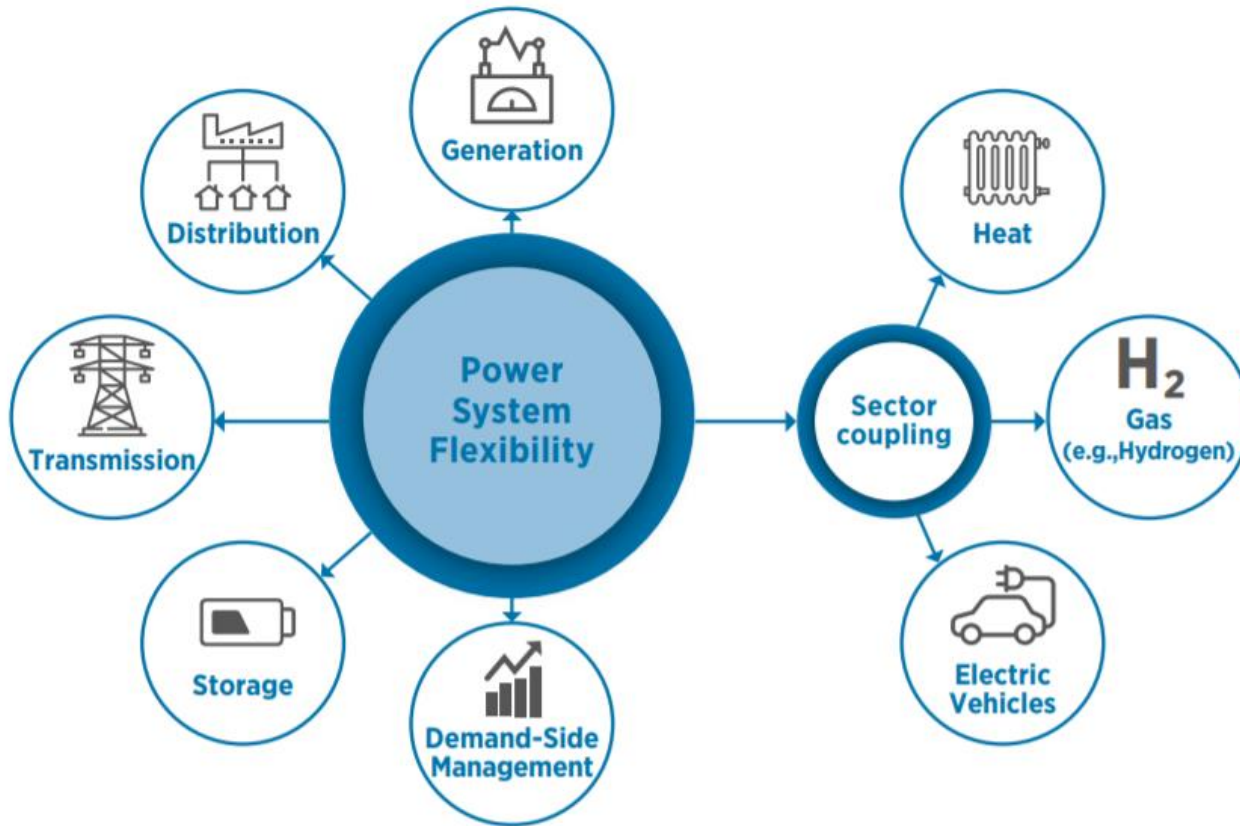 Generation
Distribution
Heat
Transmission
Power
System
Flexibility
Sector
coupling
H₂
Gas
(e.g.,Hydrogen)
Storage
Demand-Side
Management
Electric
Vehicles